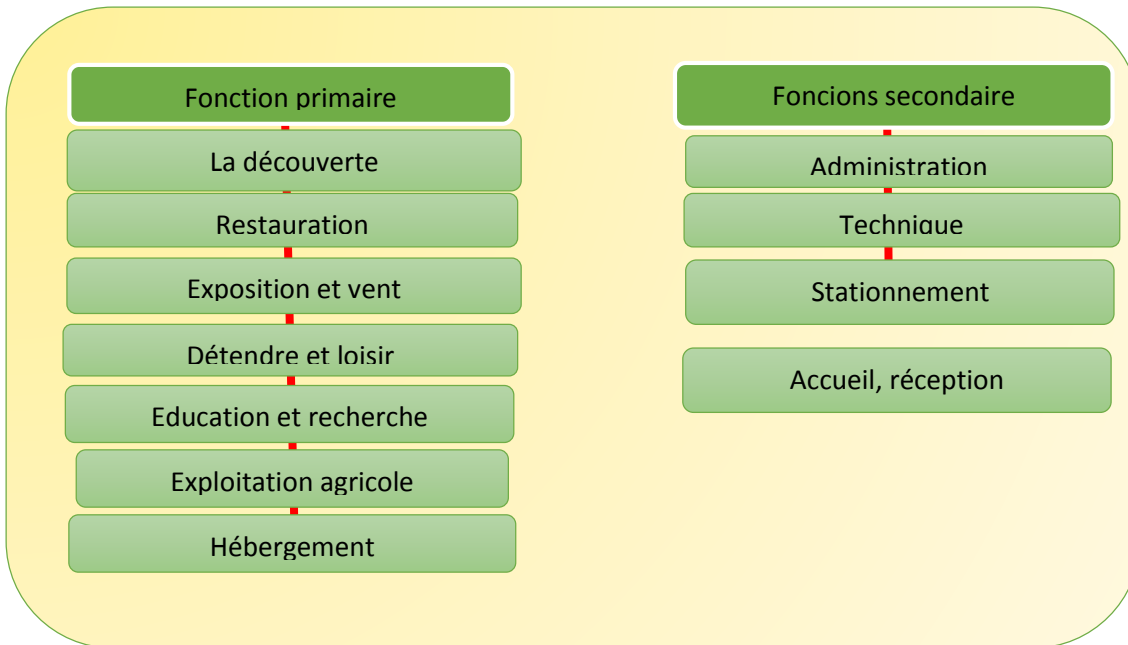 Fonction primaire
La découverte
Restauration
Exposition et vent
Détendre et loisir
Education et recherche
Exploitation agricole
Hébergement
Foncions secondaire
Administration
Technique
Stationnement
Accueil, réception